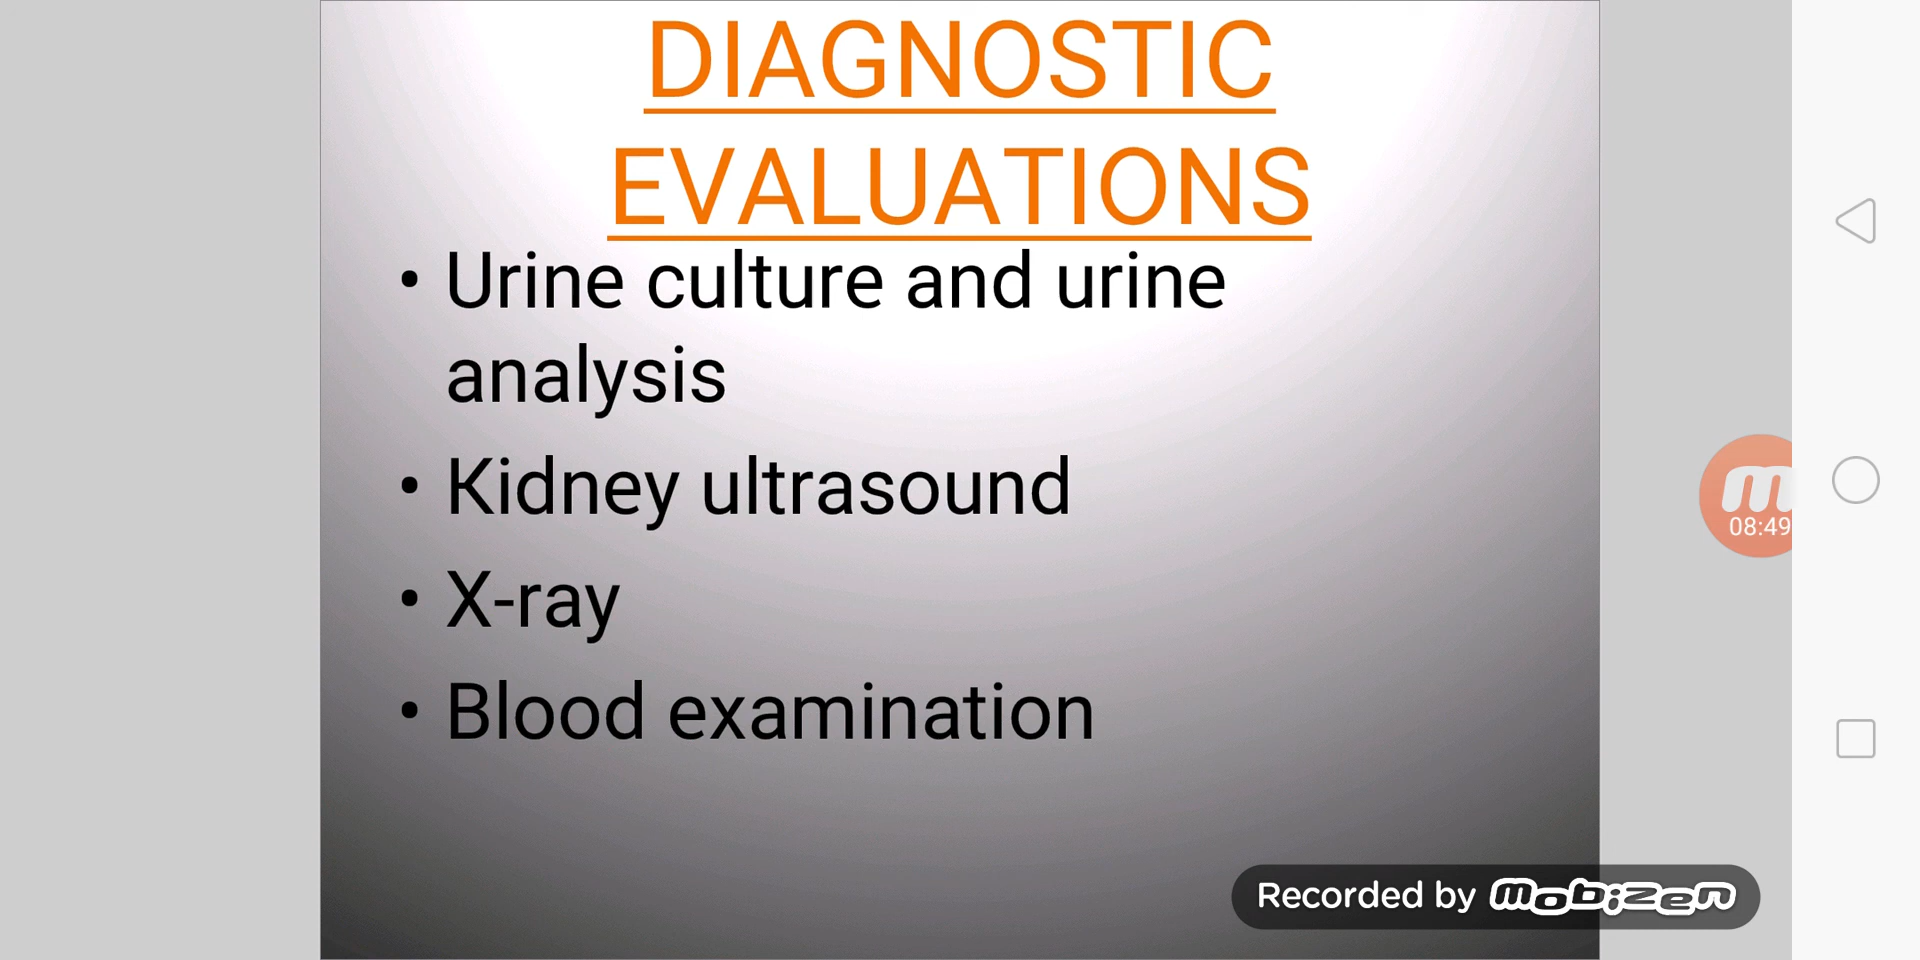 DIAGNOSTIC
EVALUATIONS
• Urine culture and urine
analysis
• Kidney ultrasound
• X-ray
• Blood examination
m
08:49
Recorded by mobizen